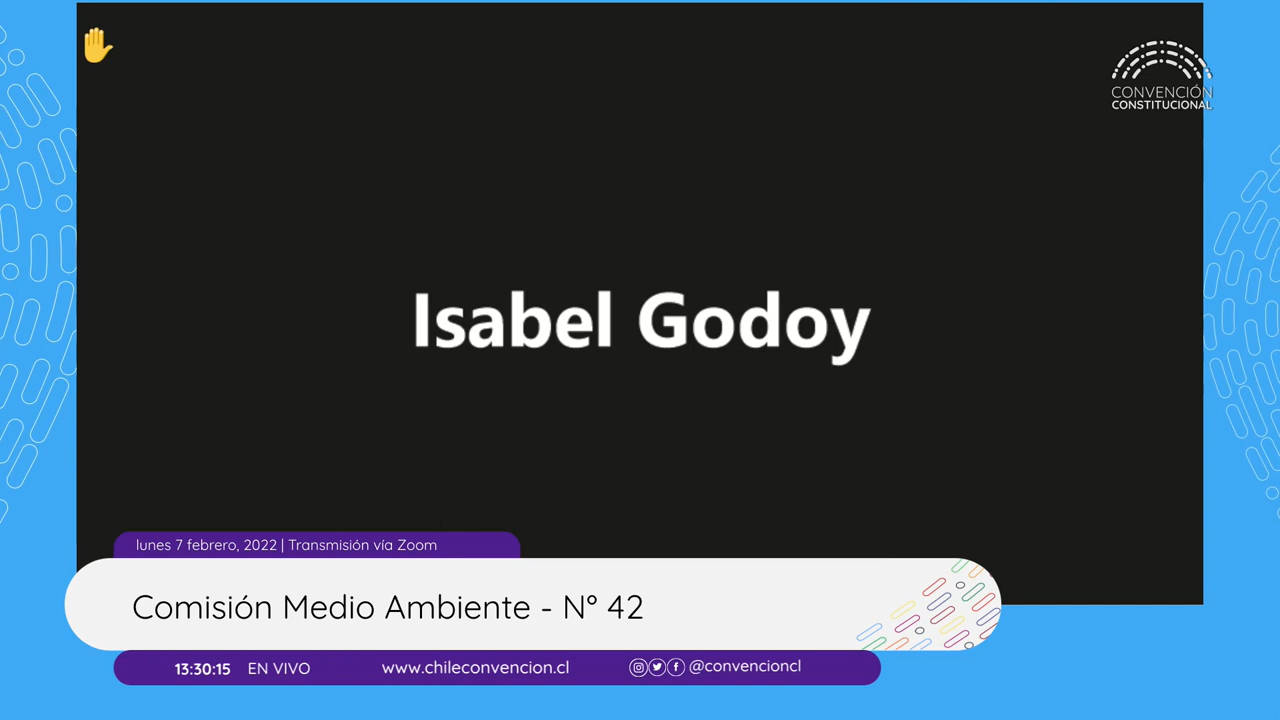 CONVENCIÓN
CONSTITUCIONAL
Isabel Godoy
lunes 7 febrero, 2022 | Transmisión vía Zoom
Comisión Medio Ambiente - N° 42
13:30:15 EN VIVO www.chileconvencion.cl @convencioncl